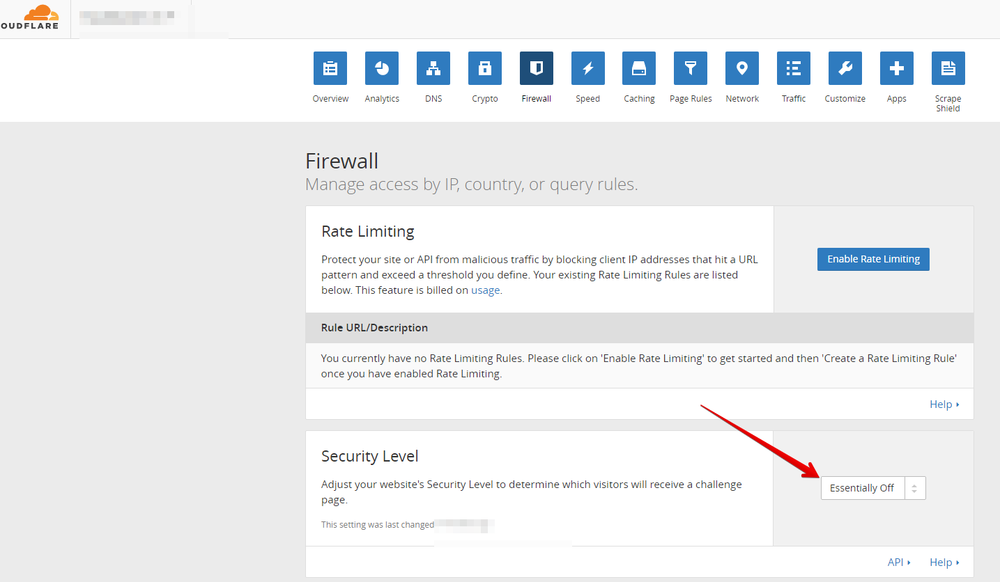 OUDFLARE
Overview
Analytics
DNS
Crypto
Firewall
Speed
Caching
Page Rules
Network
Traffic
Customize
Apps
Scrape
Shield
Firewall
Manage access by IP, country, or query rules.
Rate Limiting
Protect your site or API from malicious traffic by blocking client IP addresses that hit a URL
pattern and exceed a threshold you define. Your existing Rate Limiting Rules are listed
below. This feature is billed on usage.
Enable Rate Limiting
Rule URL/Description
You currently have no Rate Limiting Rules. Please click on 'Enable Rate Limiting' to get started and then 'Create a Rate Limiting Rule'
once you have enabled Rate Limiting.
Help
Security Level
Adjust your website's Security Level to determine which visitors will receive a challenge
page.
This setting was last changed
Essentially Off
API
Help